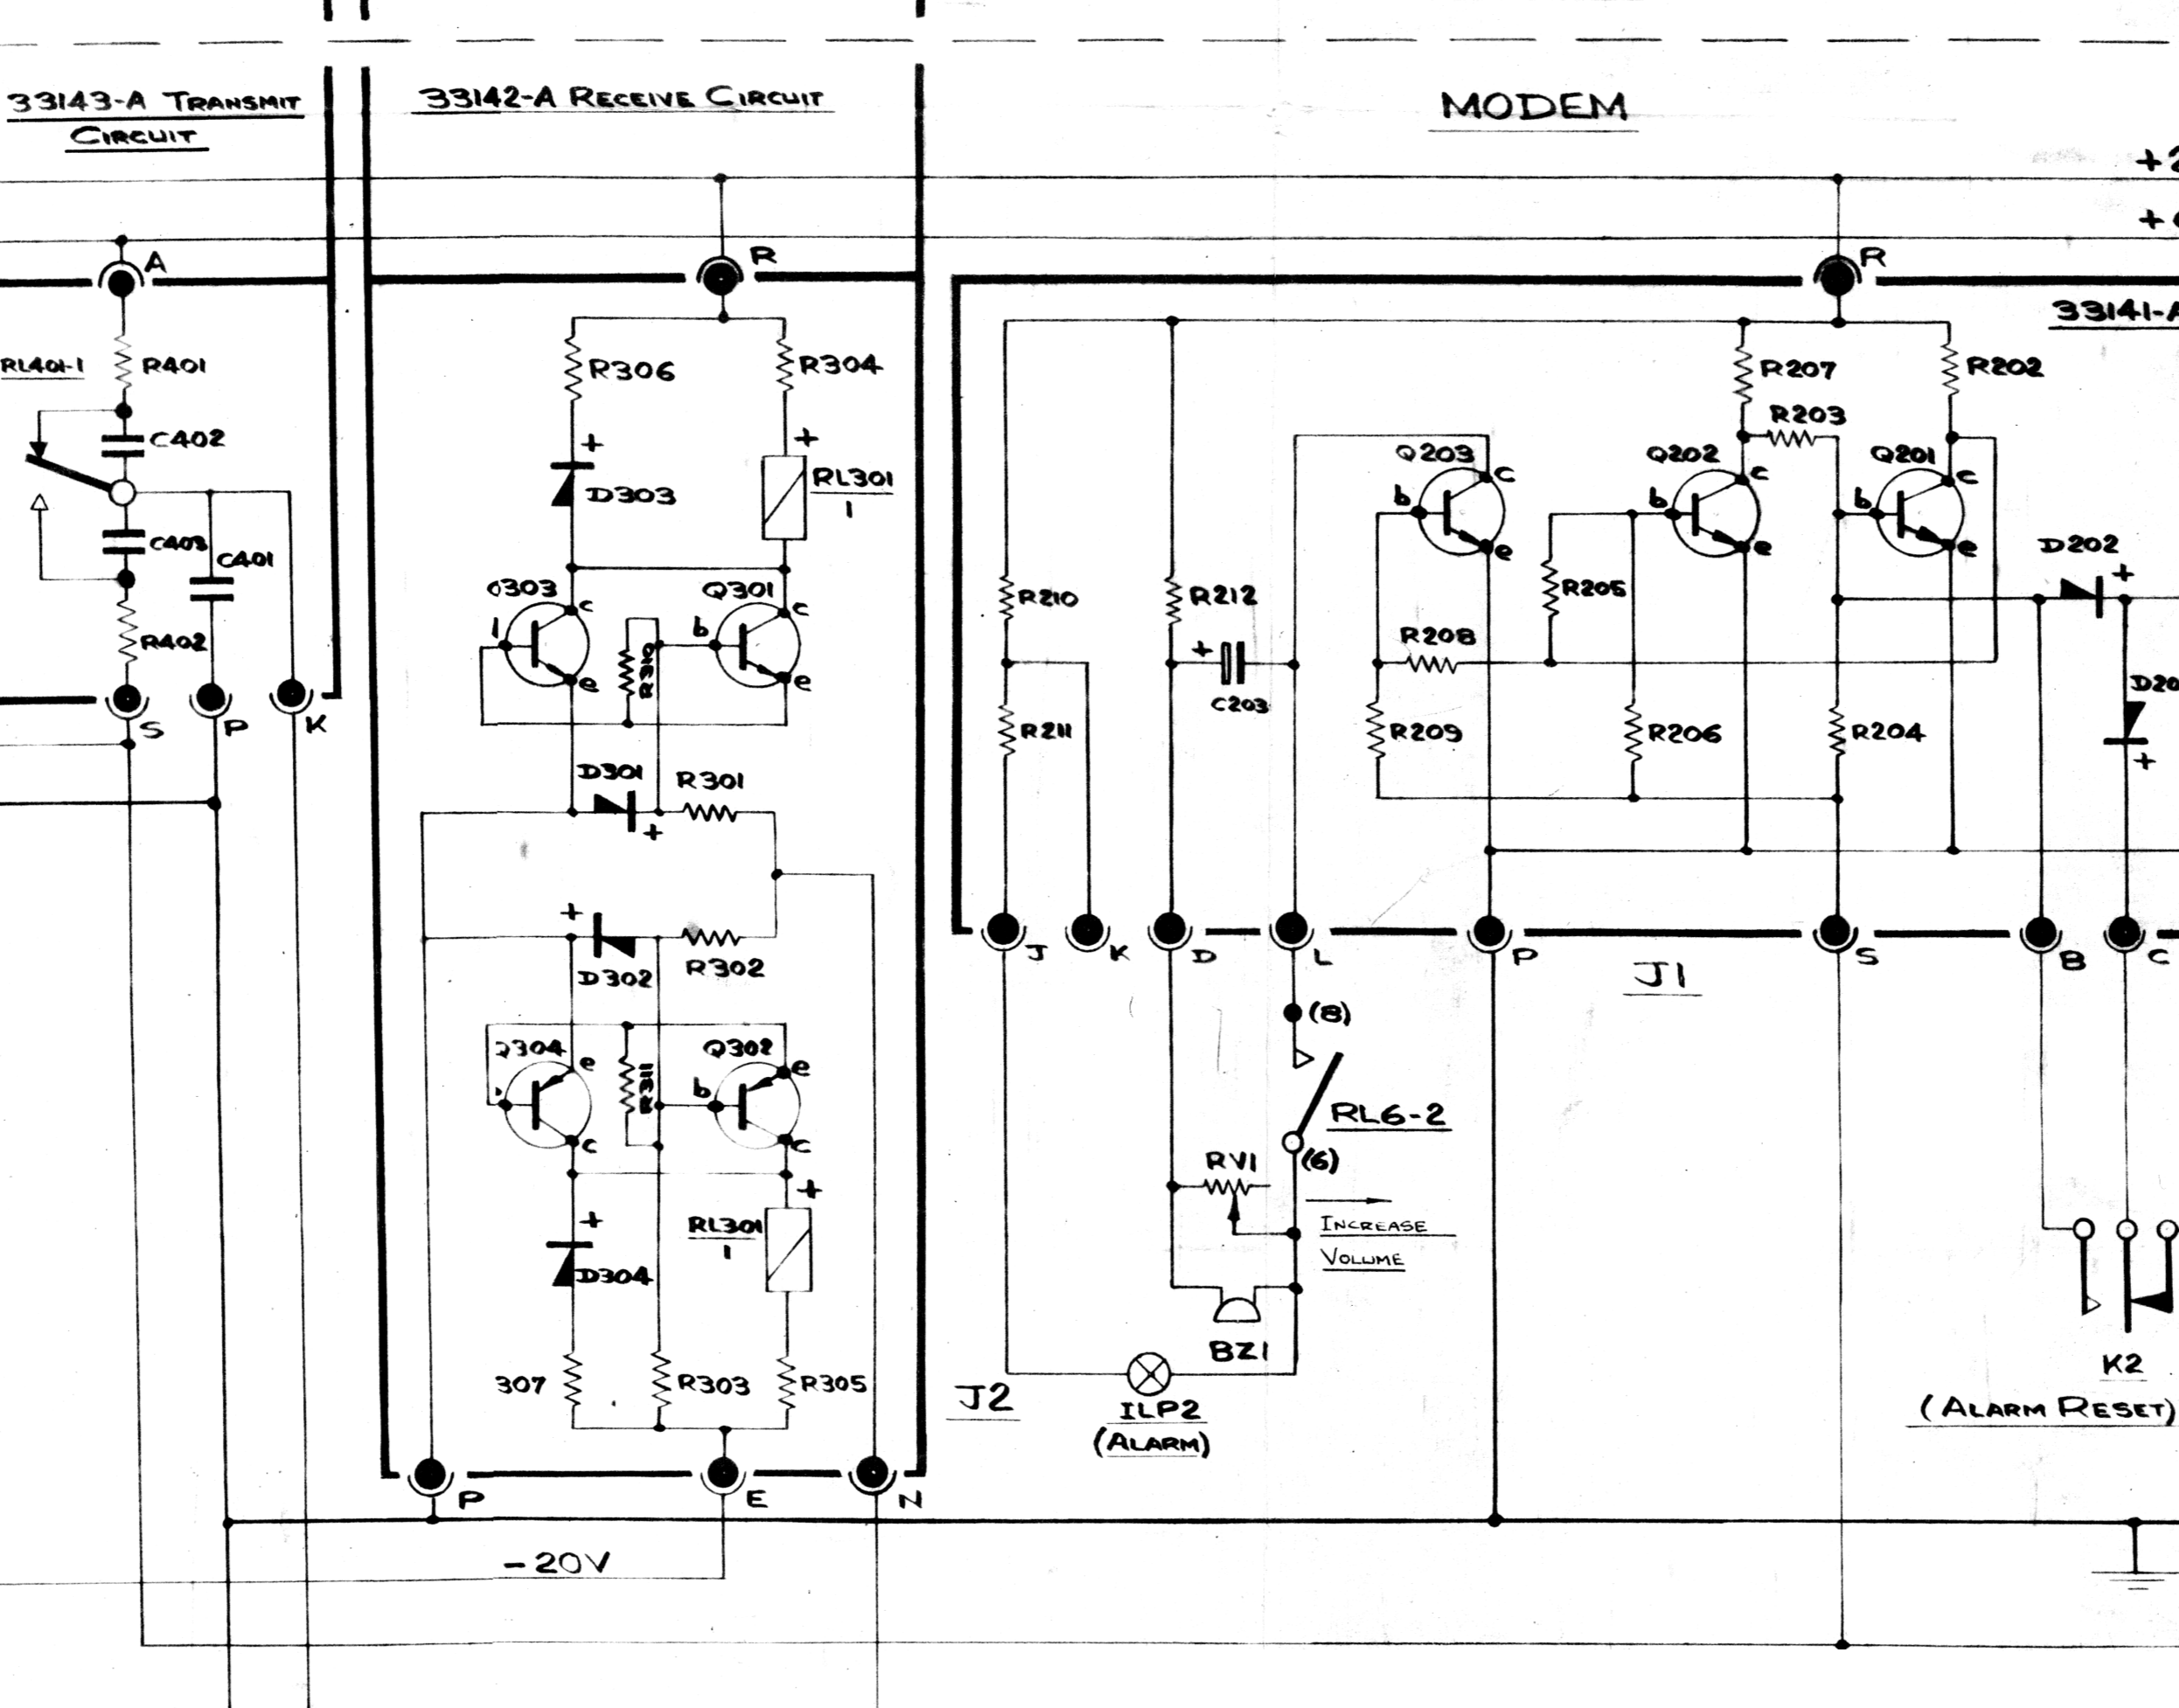 33143-A TRANSMIT
CIRCUIT
33142-A RECEIVE CIRCUIT
MODEM
A
R
R
33141-A
RL401-1
R401
C402
C403
C401
R402
S
P
K
R306
R304
+
+
D303
RL301
1
Q301
c
c
b
R310
e
e
D301
R301
+
+
D302
R302
Q302
e
e
b
R311
c
c
+
+
RL301
1
D304
307
R303
R305
P
E
N
-20V
R207
R202
R203
Q203
Q202
Q201
c
c
c
b
b
b
e
e
e
D202
+
R210
R212
R205
+
C203
R208
R211
R209
R206
R204
+
J
K
D
L
P
S
B
C
J1
(8)
RL6-2
(6)
RV1
INCREASE
VOLUME
BZ1
J2
ILP2
(ALARM)
K2
(ALARM RESET)